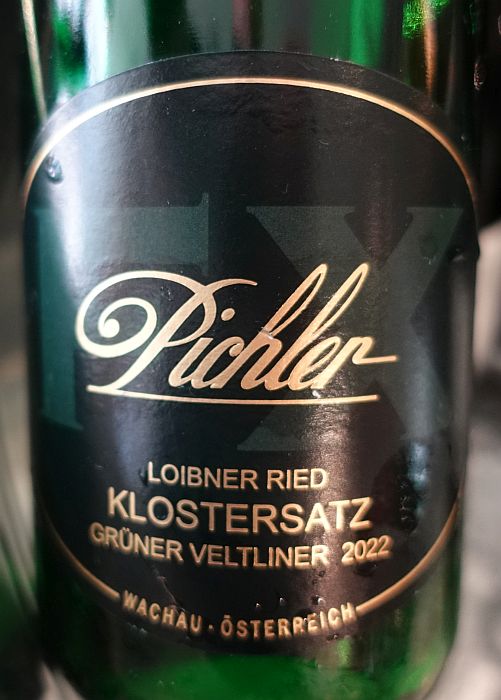 FX
Pichler
LOIBNER RIED
KLOSTERSATZ
GRÜNER VELTLINER 2022
WACHAU · ÖSTERREICH